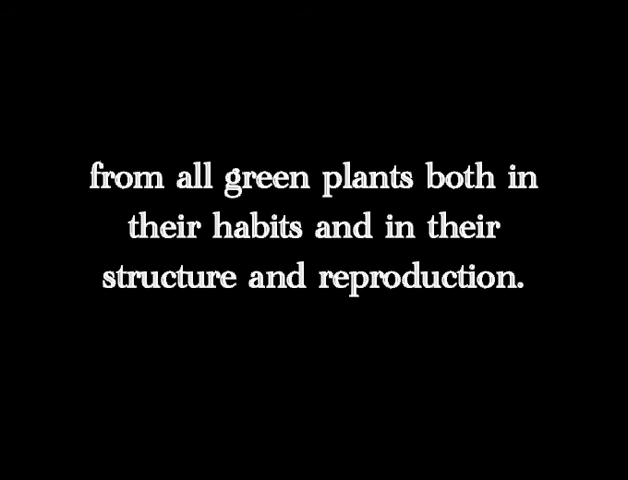 from all green plants both in
their habits and in their
structure and reproduction.